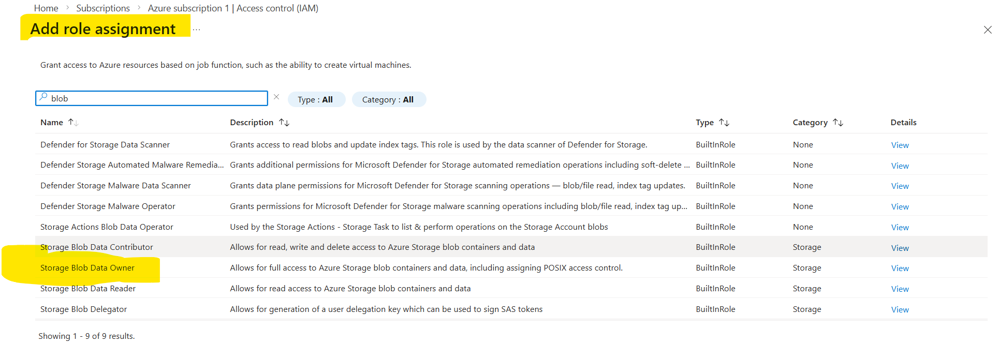 Home > Subscriptions > Azure subscription 1 | Access control (IAM)
Add role assignment ...
Grant access to Azure resources based on job function, such as the ability to create virtual machines.
blob Type : All Category : All
Name Description Type Category Details
Defender for Storage Data Scanner Grants access to read blobs and update index tags. This role is used by the data scanner of Defender for Storage. BuiltInRole None View
Defender Storage Automated Malware Remedia... Grants additional permissions for Microsoft Defender for Storage automated remediation operations including soft-delete ... BuiltInRole None View
Defender Storage Malware Data Scanner Grants data plane permissions for Microsoft Defender for Storage scanning operations — blob/file read, index tag updates. BuiltInRole None View
Defender Storage Malware Operator Grants permissions for Microsoft Defender for Storage malware scanning operations including blob/file read, index tag up... BuiltInRole None View
Storage Actions Blob Data Operator Used by the Storage Actions - Storage Task to list & perform operations on the Storage Account blobs BuiltInRole None View
Storage Blob Data Contributor Allows for read, write and delete access to Azure Storage blob containers and data BuiltInRole Storage View
Storage Blob Data Owner Allows for full access to Azure Storage blob containers and data, including assigning POSIX access control. BuiltInRole Storage View
Storage Blob Data Reader Allows for read access to Azure Storage blob containers and data BuiltInRole Storage View
Storage Blob Delegator Allows for generation of a user delegation key which can be used to sign SAS tokens BuiltInRole Storage View
Showing 1 - 9 of 9 results.